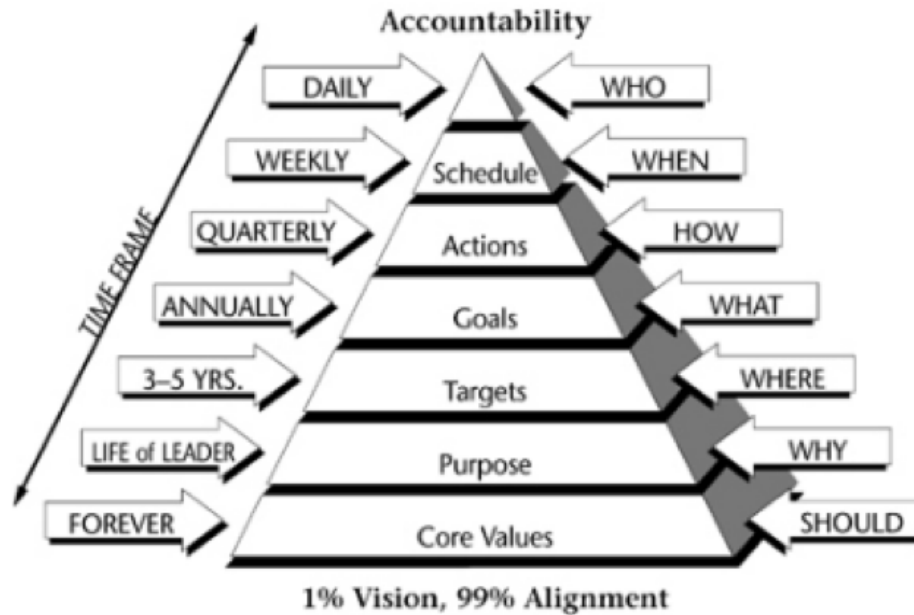 Accountability
DAILY
WHO
WEEKLY
Schedule
WHEN
QUARTERLY
Actions
HOW
ANNUALLY
Goals
WHAT
3–5 YRS.
Targets
WHERE
LIFE of LEADER
Purpose
WHY
FOREVER
Core Values
SHOULD
TIME FRAME
1% Vision, 99% Alignment